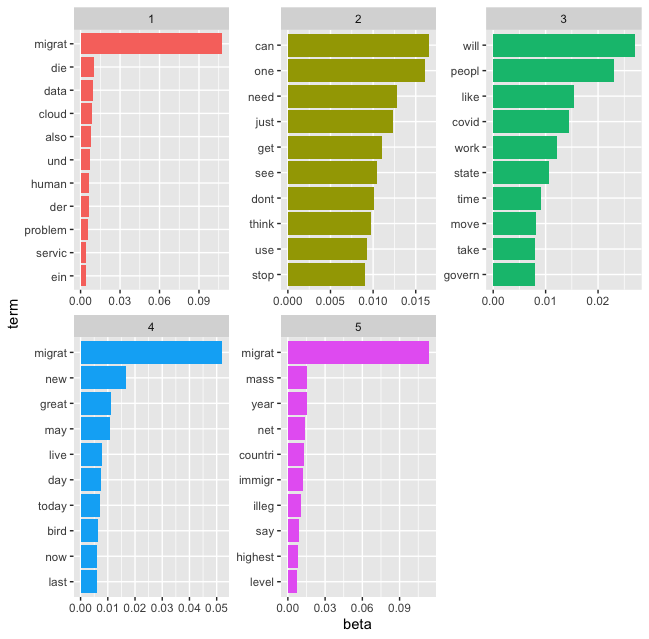 1
migrat
die
data
cloud
also
und
human
der
problem
servic
ein
0.00 0.03 0.06 0.09
2
can
one
need
just
get
see
dont
think
use
stop
0.000 0.005 0.010 0.015
3
will
peopl
like
covid
work
state
time
move
take
govern
0.00 0.01 0.02
4
migrat
new
great
may
live
day
today
bird
now
last
0.00 0.01 0.02 0.03 0.04 0.05
5
migrat
mass
year
net
countri
immigr
illeg
say
highest
level
0.00 0.03 0.06 0.09
term
beta